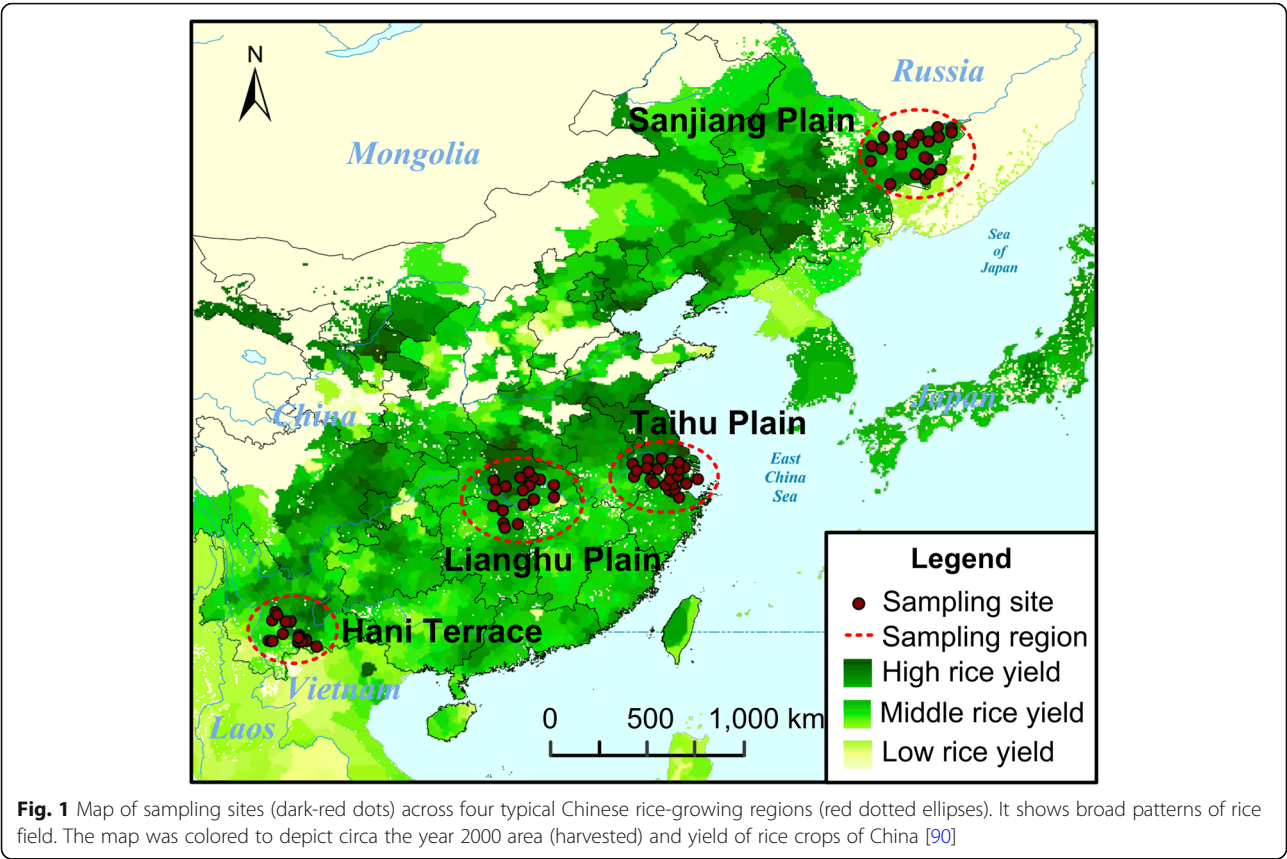 N
Russia
Sanjiang Plain
Mongolia
Sea
of
Japan
China
Japan
Taihu Plain
East
China
Sea
Lianghu Plain
Hani Terrace
Vietnam
Laos
0 500 1,000 km
Legend
Sampling site
Sampling region
High rice yield
Middle rice yield
Low rice yield
Fig. 1 Map of sampling sites (dark-red dots) across four typical Chinese rice-growing regions (red dotted ellipses). It shows broad patterns of rice
field. The map was colored to depict circa the year 2000 area (harvested) and yield of rice crops of China [90]